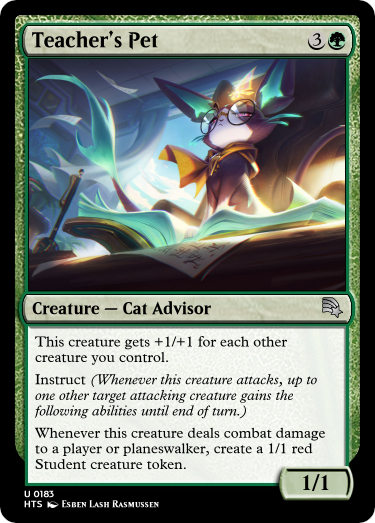 Teacher's Pet 3
Creature — Cat Advisor
This creature gets +1/+1 for each other
creature you control.
Instruct (Whenever this creature attacks, up to
one other target attacking creature gains the
following abilities until end of turn.)
Whenever this creature deals combat damage
to a player or planeswalker, create a 1/1 red
Student creature token.
1/1
U 0183
HTS Esben Lash Rasmussen